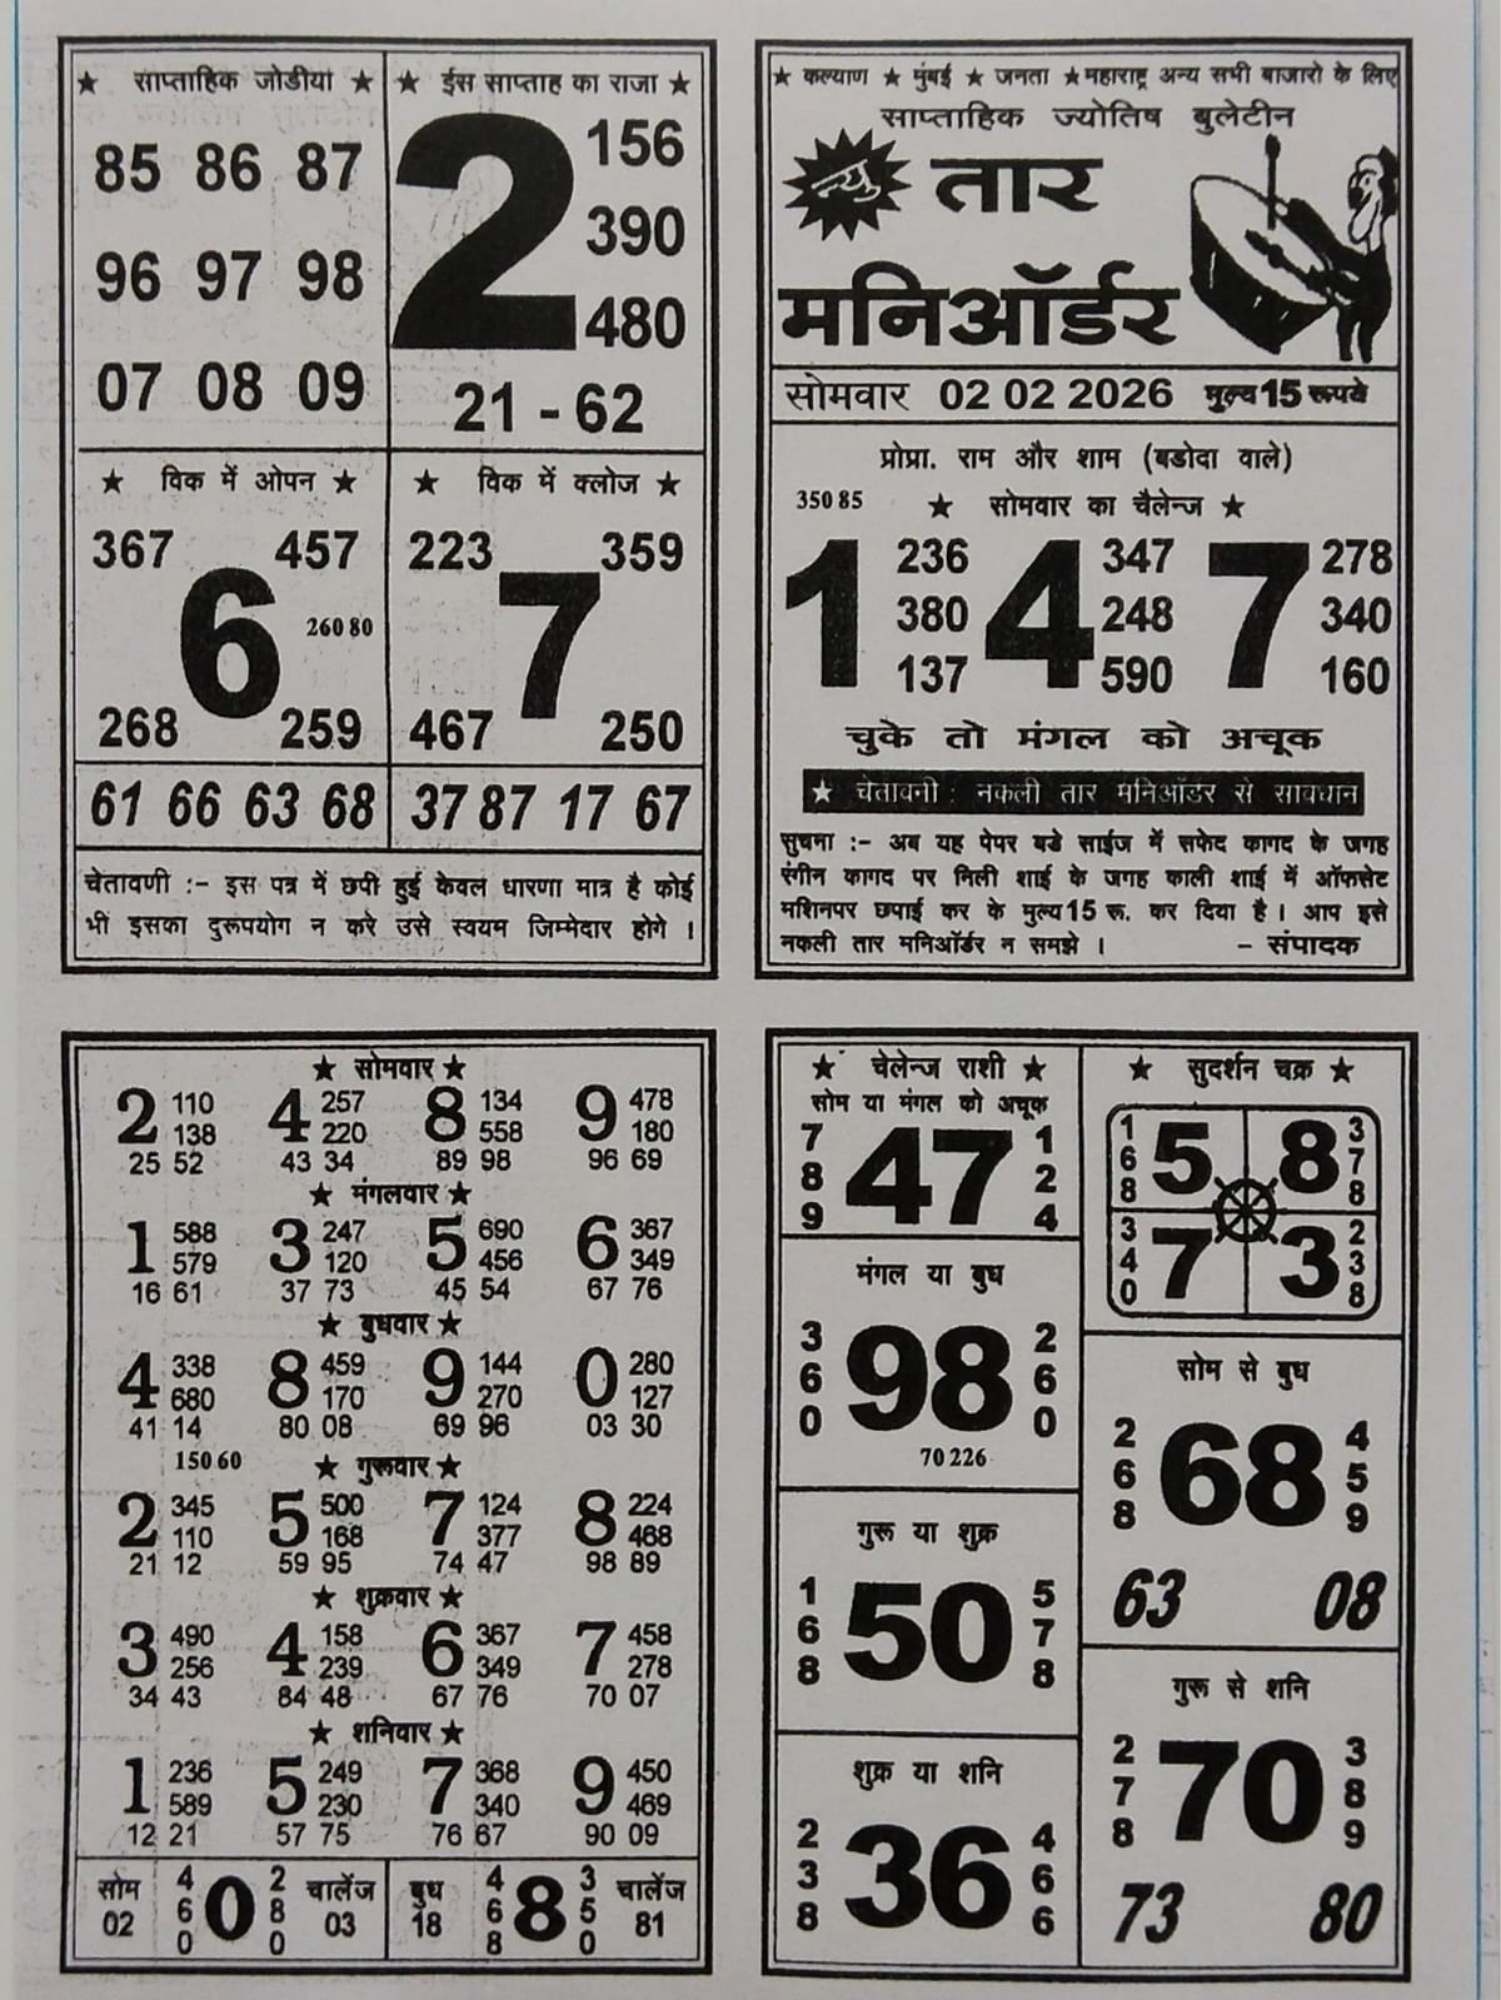 ★ साप्ताहिक जोडीया ★
85 86 87
96 97 98
07 08 09
★ ईस साप्ताह का राजा ★
2
156
390
480
21 - 62
★ विक में ओपन ★
367 457
6
260 80
268 259
61 66 63 68
★ विक में क्लोज ★
223 359
7
467 250
37 87 17 67
चेतावणी :- इस पत्र में छपी हुई केवल धारणा मात्र है कोई
भी इसका दुरूपयोग न करे उसे स्वयम जिम्मेदार होगे ।
★ कल्याण ★ मुंबई ★ जनता ★ महाराष्ट्र अन्य सभी बाजारो के लिए
साप्ताहिक ज्योतिष बुलेटीन
तार
मनिऑर्डर
सोमवार 02 02 2026 मुल्य 15 रूपये
प्रोप्रा. राम और शाम (बडोदा वाले)
350 85 ★ सोमवार का चैलेन्ज ★
1 236 4 347 7 278
380 248 340
137 590 160
चुके तो मंगल को अचूक
★ चेतावनी : नकली तार मनिऑर्डर से सावधान
सुचना :- अब यह पेपर बडे साईज में सफेद कागद के जगह
रंगीन कागद पर निली शाई के जगह काली शाई में ऑफसेट
मशिनपर छपाई कर के मुल्य 15 रू. कर दिया है । आप इसे
नकली तार मनिऑर्डर न समझे । - संपादक
★ सोमवार ★
2 110 4 257 8 134 9 478
138 220 558 180
25 52 43 34 89 98 96 69
★ मंगलवार ★
1 588 3 247 5 690 6 367
579 120 456 349
16 61 37 73 45 54 67 76
★ बुधवार ★
4 338 8 459 9 144 0 280
680 170 270 127
41 14 80 08 69 96 03 30
150 60 ★ गुरूवार ★
2 345 5 500 7 124 8 224
110 168 377 468
21 12 59 95 74 47 98 89
★ शुक्रवार ★
3 490 4 158 6 367 7 458
256 239 349 278
34 43 84 48 67 76 70 07
★ शनिवार ★
1 236 5 249 7 368 9 450
589 230 340 469
12 21 57 75 76 67 90 09
सोम 02 460 0 280 चालेंज 03
बुध 18 468 8 350 चालेंज 81
★ चेलेन्ज राशी ★
सोम या मंगल को अचूक
789 47 124
मंगल या बुध
360 98 260
70 226
गुरू या शुक्र
168 50 578
शुक्र या शनि
238 36 466
★ सुदर्शन चक्र ★
168 5 8 378
340 7 3 238
सोम से बुध
268 68 459
63 08
गुरू से शनि
278 70 389
73 80